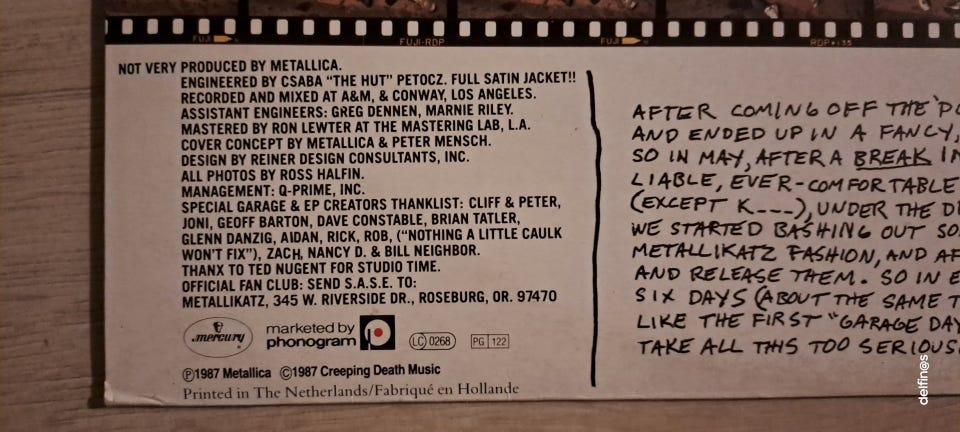 FUJI
FUJI-RDP
FUJI
RDP 135
NOT VERY PRODUCED BY METALLICA.
ENGINEERED BY CSABA “THE HUT” PETOCZ. FULL SATIN JACKET!!
RECORDED AND MIXED AT A&M, & CONWAY, LOS ANGELES.
ASSISTANT ENGINEERS: GREG DENNEN, MARNIE RILEY.
MASTERED BY RON LEWTER AT THE MASTERING LAB, L.A.
COVER CONCEPT BY METALLICA & PETER MENSCH.
DESIGN BY REINER DESIGN CONSULTANTS, INC.
ALL PHOTOS BY ROSS HALFIN.
MANAGEMENT: Q-PRIME, INC.
SPECIAL GARAGE & EP CREATORS THANKLIST: CLIFF & PETER,
JONI, GEOFF BARTON, DAVE CONSTABLE, BRIAN TATLER,
GLENN DANZIG, AIDAN, RICK, ROB, (“NOTHING A LITTLE CAULK
WON'T FIX”), ZACH, NANCY D. & BILL NEIGHBOR.
THANX TO TED NUGENT FOR STUDIO TIME.
OFFICIAL FAN CLUB: SEND S.A.S.E. TO:
METALLIKATZ, 345 W. RIVERSIDE DR., ROSEBURG, OR. 97470
mercury
marketed by
phonogram
LC 0268
PG 122
℗1987 Metallica ©1987 Creeping Death Music
Printed in The Netherlands/Fabriqué en Hollande
AFTER COMING OFF THE
AND ENDED UP IN A FANCY,
SO IN MAY, AFTER A BREAK
LIABLE, EVER-COMFORTABLE
(EXCEPT K---), UNDER THE
WE STARTED BASHING OUT
METALLIKATZ FASHION, AND
AND RELEASE THEM. SO IN
SIX DAYS (ABOUT THE SAME
LIKE THE FIRST “GARAGE
TAKE ALL THIS TOO
delfin@s